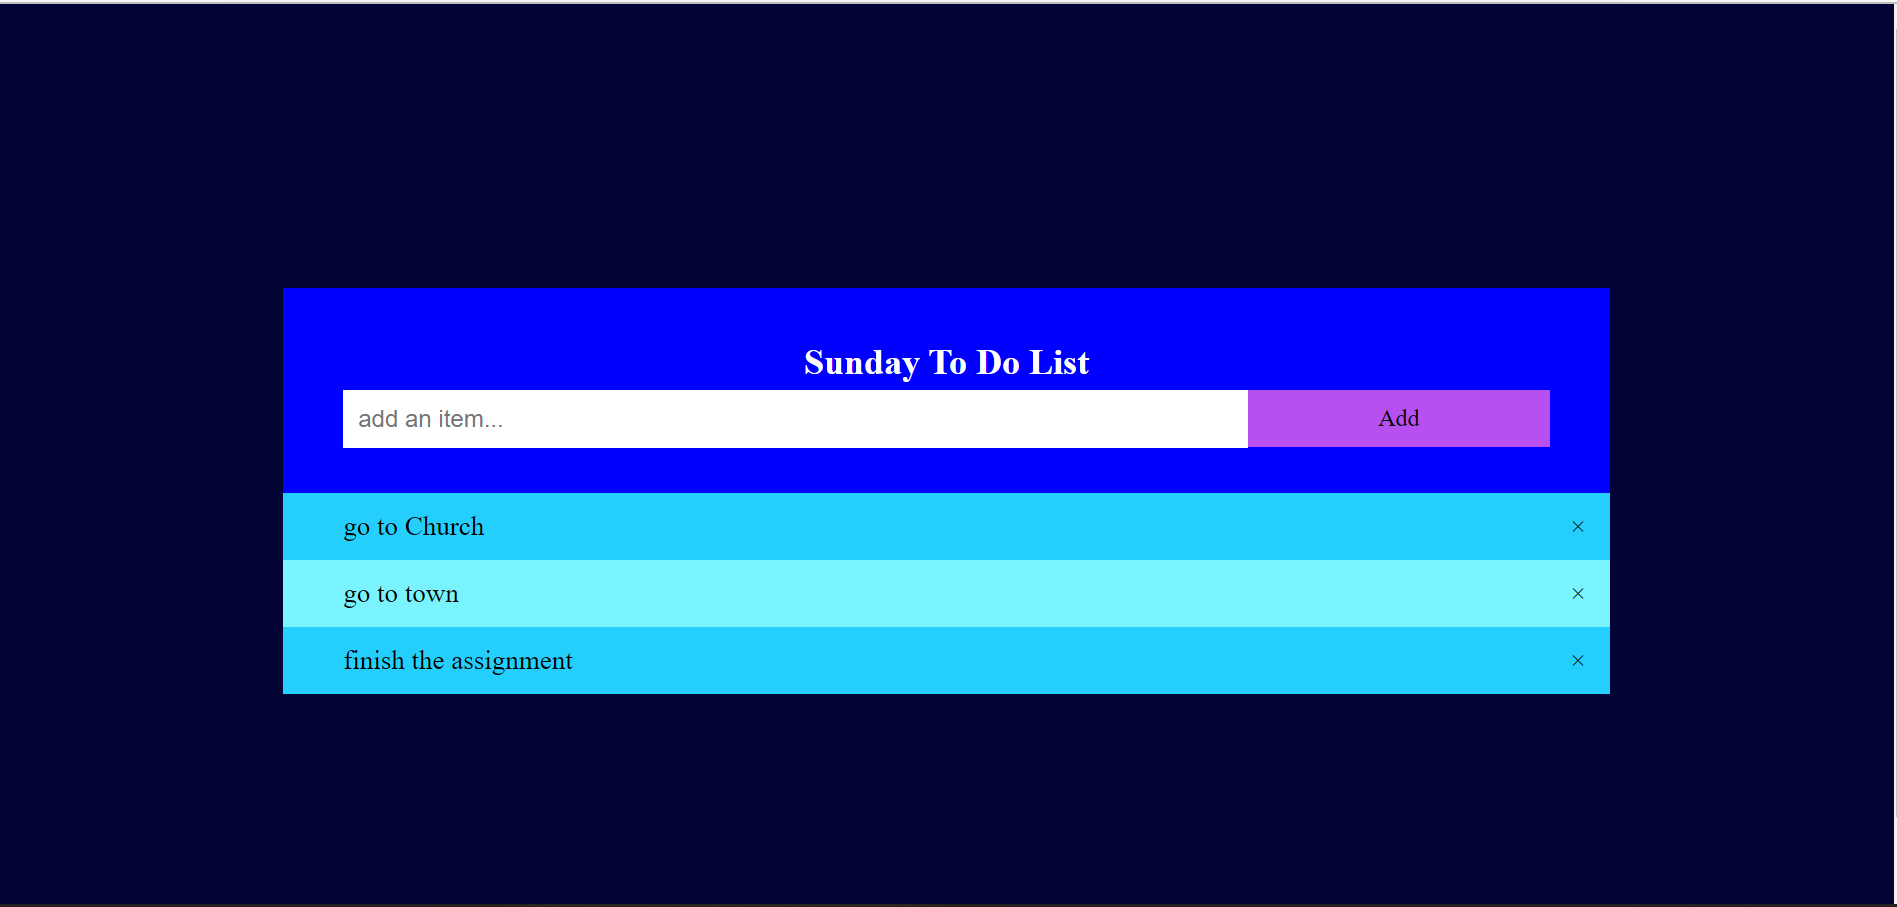 Sunday To Do List
add an item...
Add
go to Church ×
go to town ×
finish the assignment ×